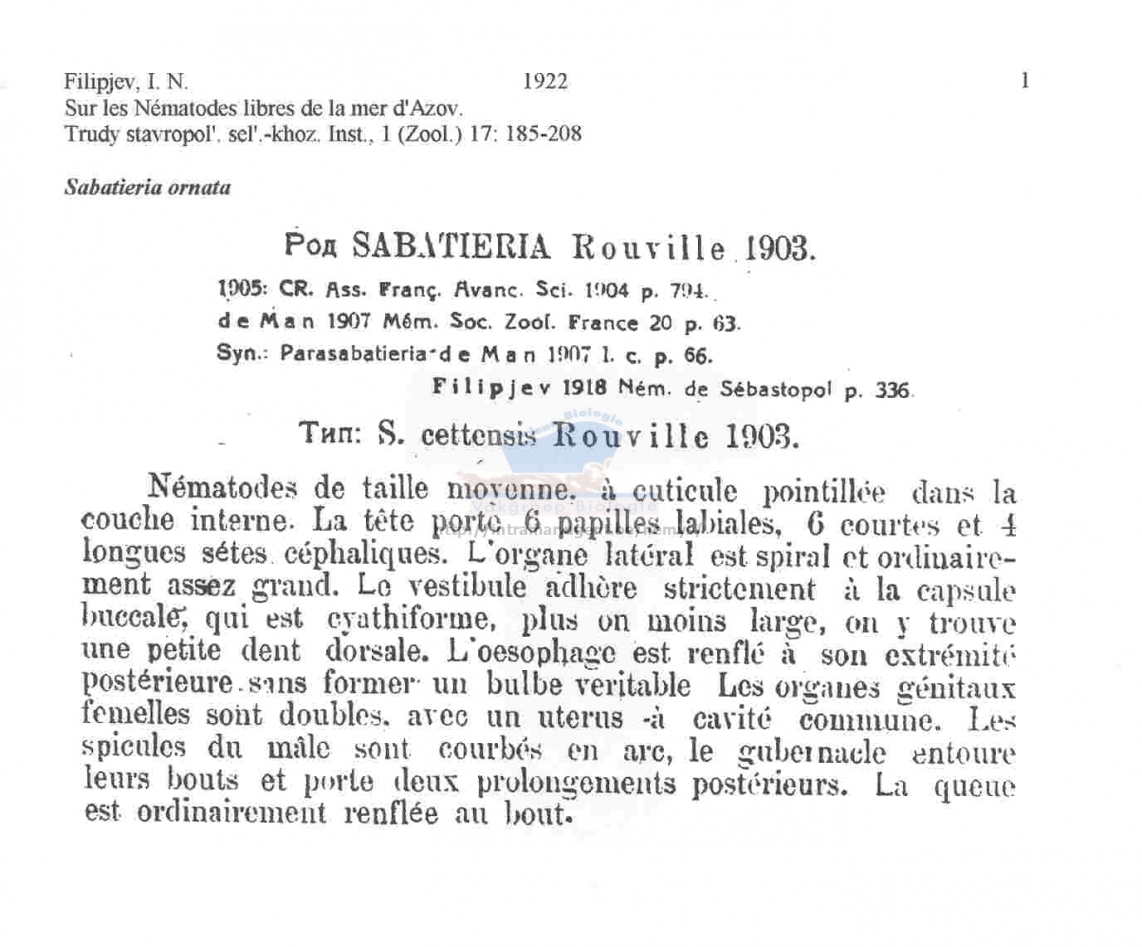 Filipjev, I. N. 1922 1
Sur les Nématodes libres de la mer d'Azov.
Trudy stavropol'. sel'.-khoz. Inst., 1 (Zool.) 17: 185-208
Sabatieria ornata
Род SABATIERIA Rouville 1903.
1905: CR. Ass. Franç. Avanc. Sci. 1904 p. 794.
de Man 1907 Mém. Soc. Zool. France 20 p. 63.
Syn.: Parasabatieria de Man 1907 l. c. p. 66.
Filipjev 1918 Ném. de Sébastopol p. 336.
Тип: S. cettensis Rouville 1903.
Nématodes de taille moyenne, à cuticule pointillée dans la
couche interne. La tête porte 6 papilles labiales, 6 courtes et 4
longues sétes céphaliques. L'organe latéral est spiral et ordinaire-
ment assez grand. Le vestibule adhère strictement à la capsule
buccale, qui est cyathiforme, plus on moins large, on y trouve
une petite dent dorsale. L'oesophage est renflé à son extrémité
postérieure sans former un bulbe veritable Les organes génitaux
femelles sont doubles, avec un uterus -à cavité commune. Les
spicules du mâle sont courbés en arc, le gubernacle entoure
leurs bouts et porte deux prolongements postérieurs. La queue
est ordinairement renflée au bout.
Vakgroep Biologie